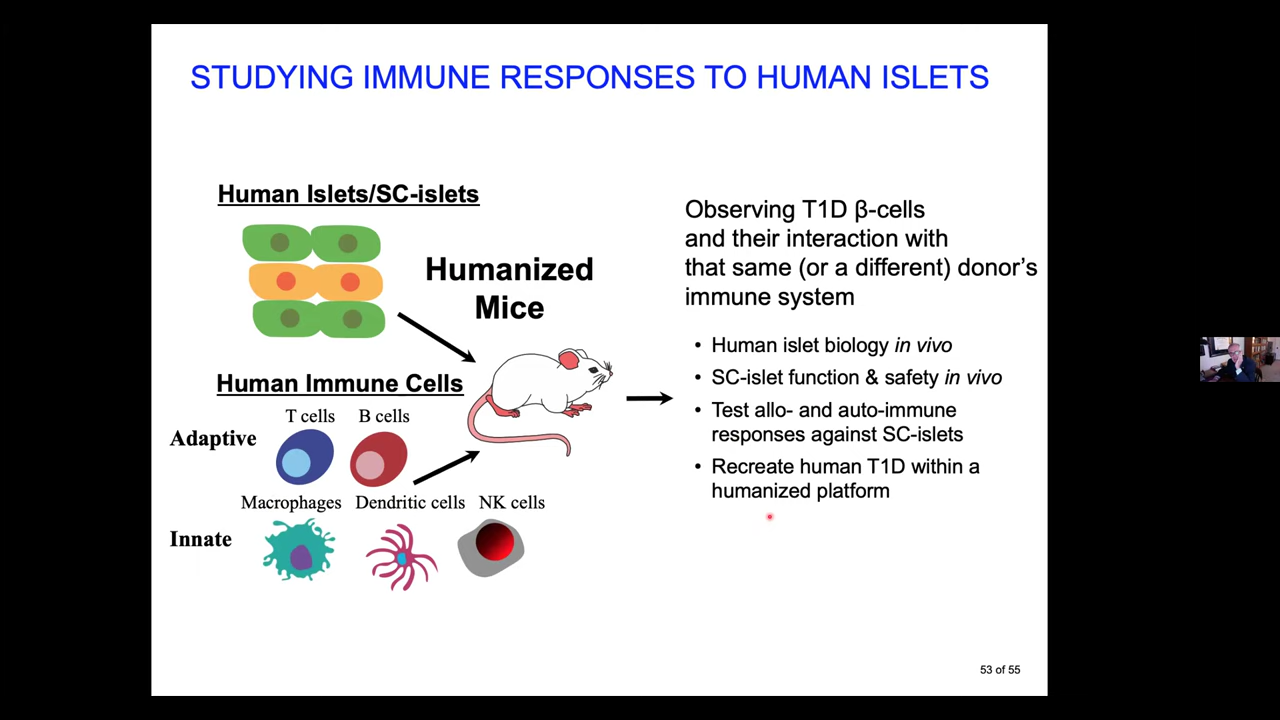 STUDYING IMMUNE RESPONSES TO HUMAN ISLETS
Human Islets/SC-islets
Humanized
Mice
Human Immune Cells
T cells B cells
Adaptive
Macrophages Dendritic cells NK cells
Innate
Observing T1D β-cells
and their interaction with
that same (or a different) donor’s
immune system
• Human islet biology in vivo
• SC-islet function & safety in vivo
• Test allo- and auto-immune
responses against SC-islets
• Recreate human T1D within a
humanized platform
53 of 55